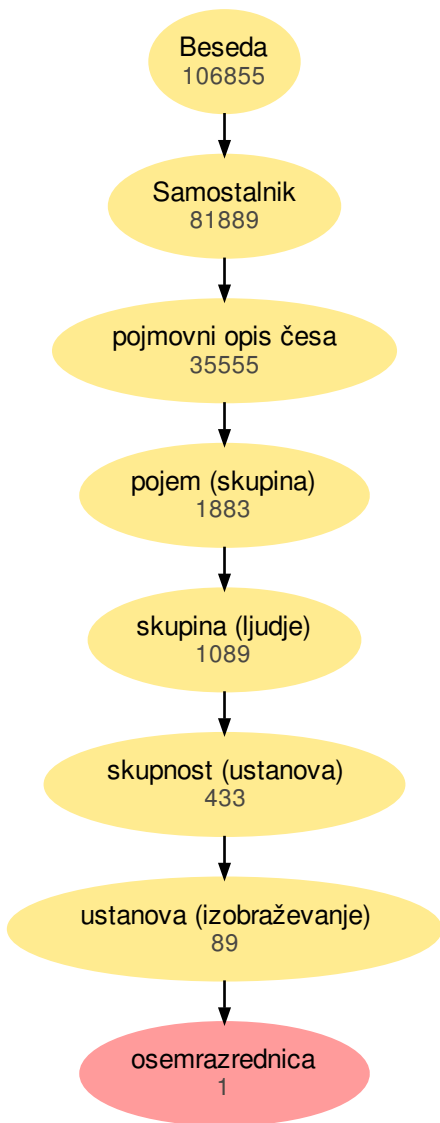 Beseda
106855
Samostalnik
81889
pojmovni opis česa
35555
pojem (skupina)
1883
skupina (ljudje)
1089
skupnost (ustanova)
433
ustanova (izobraževanje)
89
osemrazrednica
1